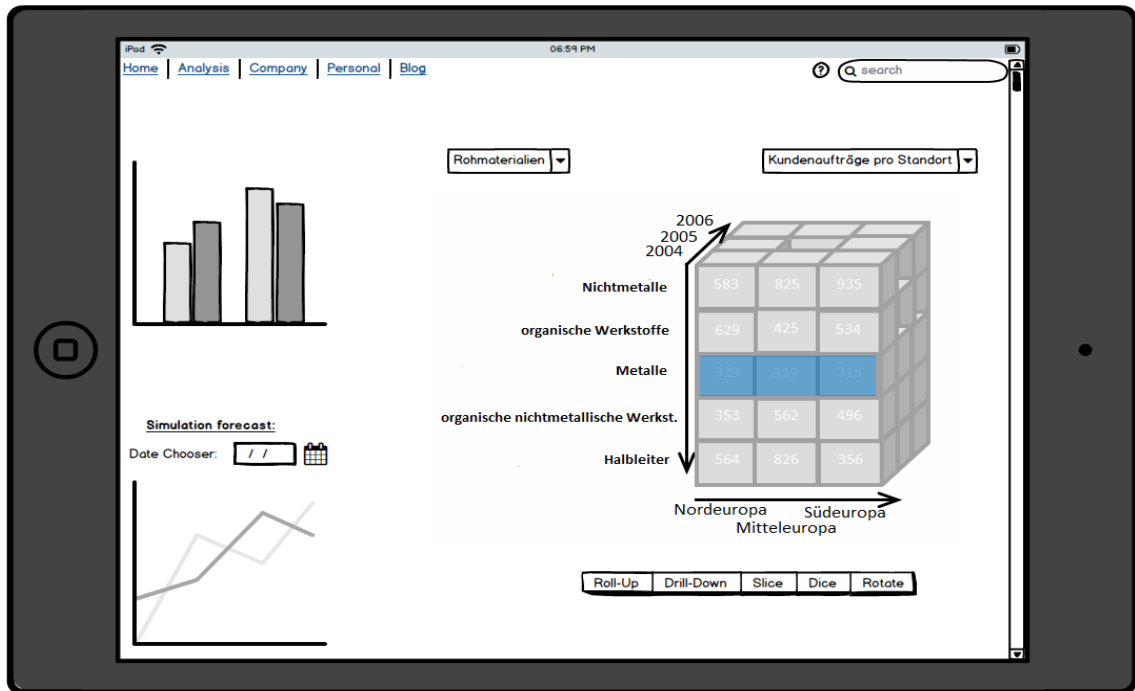 iPad 06:59 PM
Home Analysis Company Personal Blog ? search
Rohmaterialien Kundenaufträge pro Standort
2006
2005
2004
Nichtmetalle 583 825 935
organische Werkstoffe 629 425 534
Metalle 329 339 315
organische nichtmetallische Werkst. 353 562 496
Halbleiter 564 826 356
Nordeuropa Südeuropa
Mitteleuropa
Simulation forecast:
Date Chooser: / /
Roll-Up Drill-Down Slice Dice Rotate